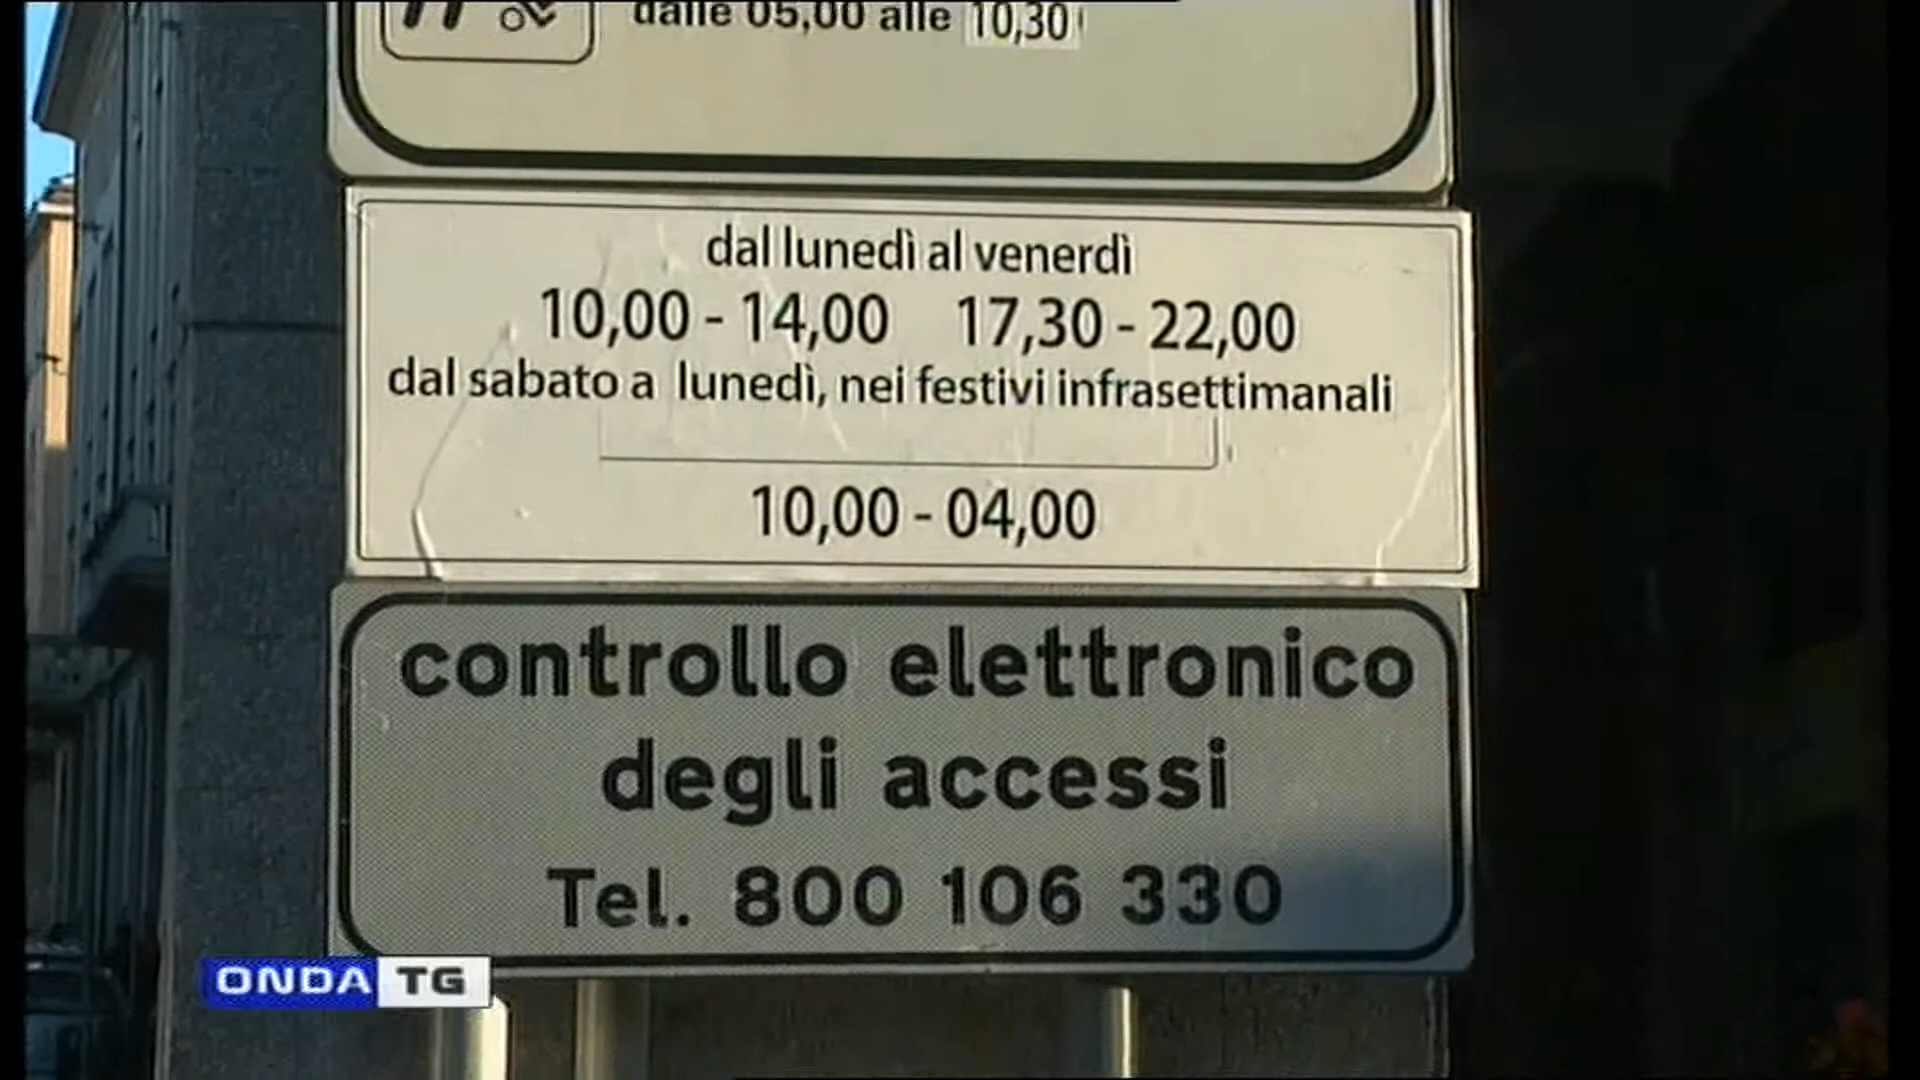 dalle 05,00 alle 10,30
dal lunedì al venerdì
10,00 - 14,00 17,30 - 22,00
dal sabato a lunedì, nei festivi infrasettimanali
10,00 - 04,00
controllo elettronico
degli accessi
Tel. 800 106 330
ONDA TG